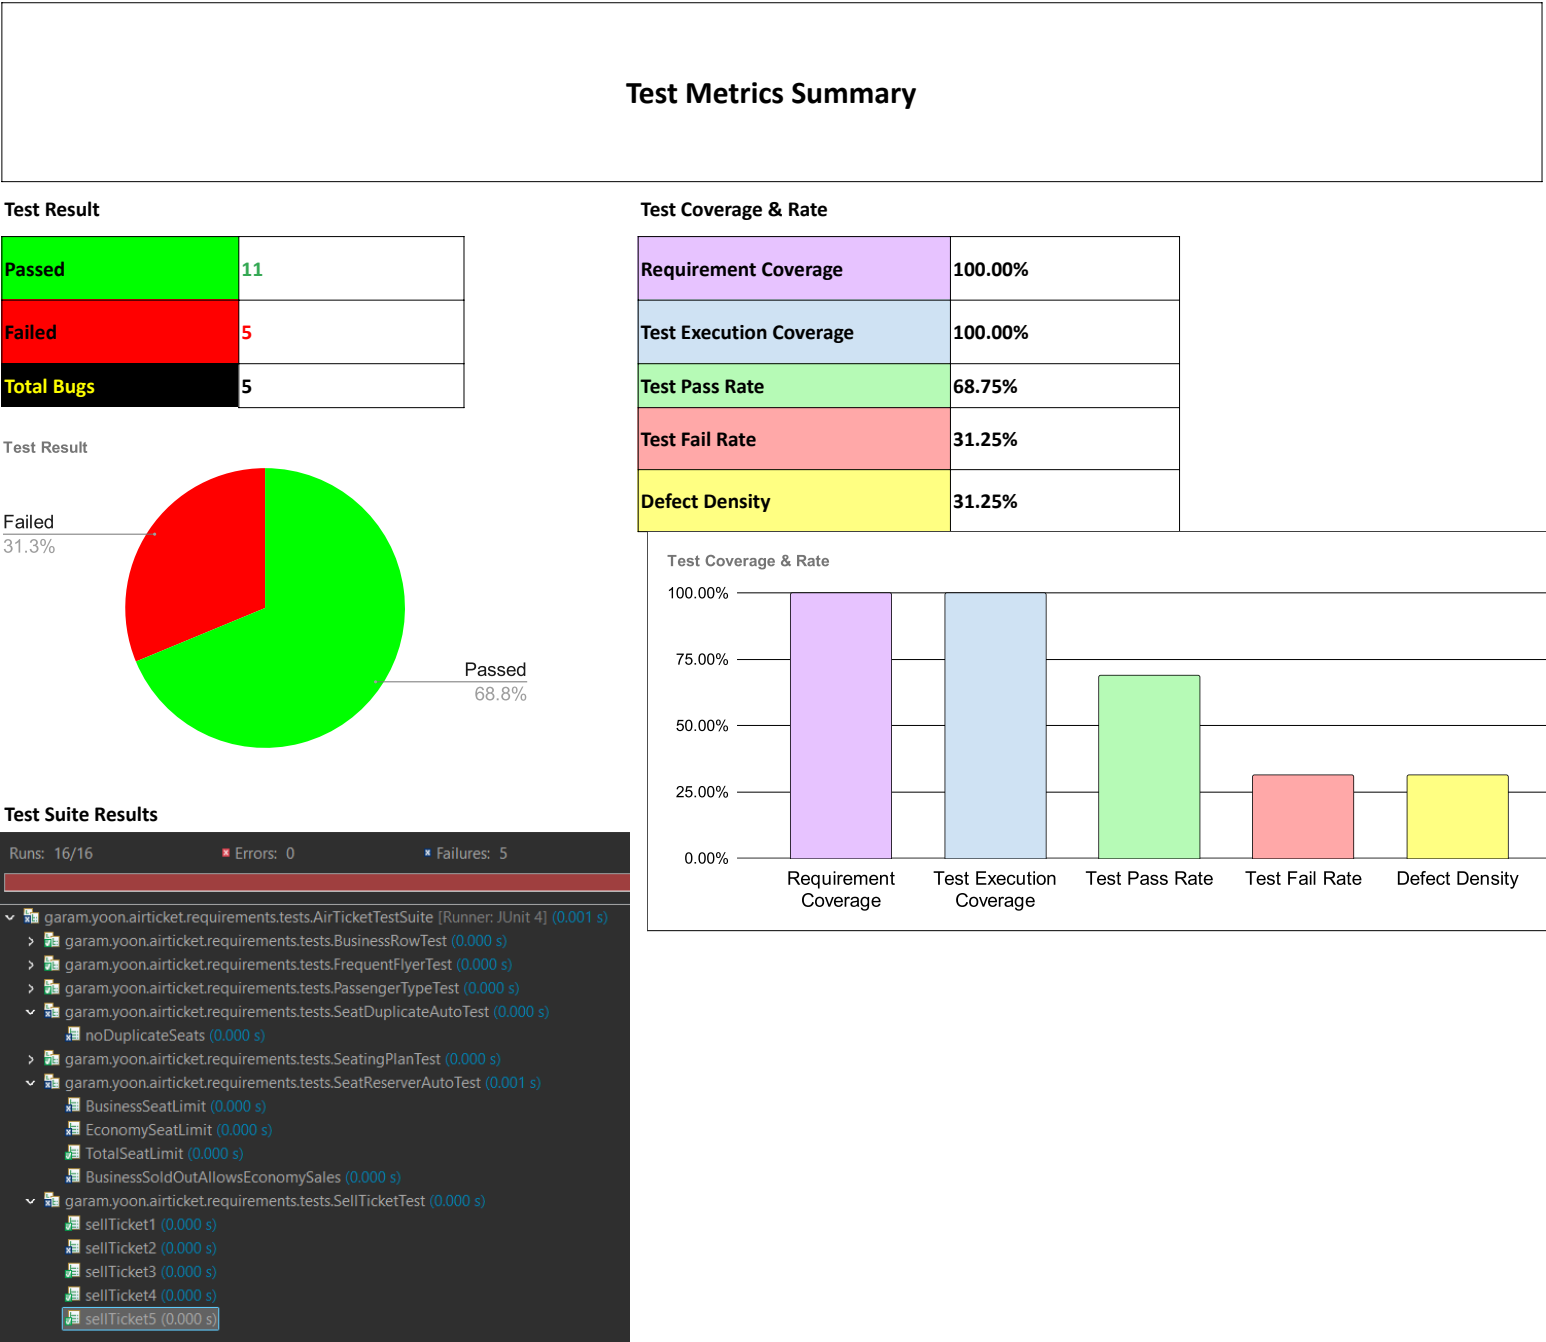 Test Metrics Summary
Test Result
Passed 11
Failed 5
Total Bugs 5
Test Result
Failed
31.3%
Passed
68.8%
Test Coverage & Rate
Requirement Coverage 100.00%
Test Execution Coverage 100.00%
Test Pass Rate 68.75%
Test Fail Rate 31.25%
Defect Density 31.25%
Test Coverage & Rate
100.00%
75.00%
50.00%
25.00%
0.00%
Requirement
Coverage
Test Execution
Coverage
Test Pass Rate
Test Fail Rate
Defect Density
Test Suite Results
Runs: 16/16 Errors: 0 Failures: 5
garam.yoon.airticket.requirements.tests.AirTicketTestSuite [Runner: JUnit 4] (0.001 s)
garam.yoon.airticket.requirements.tests.BusinessRowTest (0.000 s)
garam.yoon.airticket.requirements.tests.FrequentFlyerTest (0.000 s)
garam.yoon.airticket.requirements.tests.PassengerTypeTest (0.000 s)
garam.yoon.airticket.requirements.tests.SeatDuplicateAutoTest (0.000 s)
noDuplicateSeats (0.000 s)
garam.yoon.airticket.requirements.tests.SeatingPlanTest (0.000 s)
garam.yoon.airticket.requirements.tests.SeatReserverAutoTest (0.001 s)
BusinessSeatLimit (0.000 s)
EconomySeatLimit (0.000 s)
TotalSeatLimit (0.000 s)
BusinessSoldOutAllowsEconomySales (0.000 s)
garam.yoon.airticket.requirements.tests.SellTicketTest (0.000 s)
sellTicket1 (0.000 s)
sellTicket2 (0.000 s)
sellTicket3 (0.000 s)
sellTicket4 (0.000 s)
sellTicket5 (0.000 s)